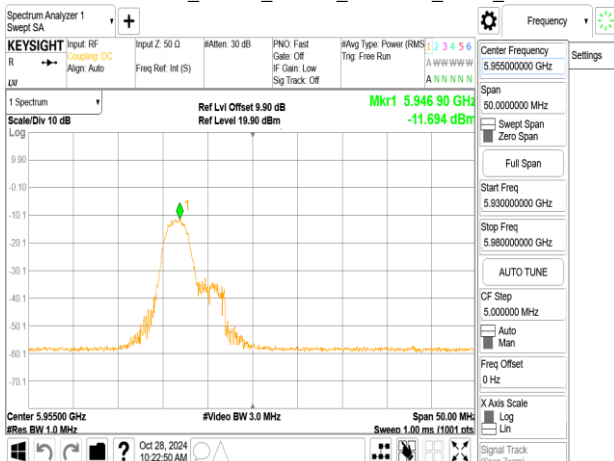 Spectrum Analyzer 1
Swept SA
+
Frequency
KEYSIGHT
R
Input: RF
Coupling: DC
Align: Auto
Input Z: 50 Ω
Freq Ref: Int (S)
#Atten: 30 dB
PNO: Fast
Gate: Off
IF Gain: Low
Sig Track: Off
#Avg Type: Power (RMS
Trig: Free Run
1 2 3 4 5 6
A W W W W W
A N N N N N
Settings
1 Spectrum
Scale/Div 10 dB
Ref Lvl Offset 9.90 dB
Ref Level 19.90 dBm
Mkr1 5.946 90 GHz
-11.694 dBm
Log
9.90
-0.10
-10.1
-20.1
-30.1
-40.1
-50.1
-60.1
-70.1
1
Center 5.95500 GHz
#Res BW 1.0 MHz
#Video BW 3.0 MHz
Span 50.00 MHz
Sweep 1.00 ms (1001 pts
?
Oct 28, 2024
10:22:50 AM
Center Frequency
5.955000000 GHz
Span
50.0000000 MHz
Swept Span
Zero Span
Full Span
Start Freq
5.930000000 GHz
Stop Freq
5.980000000 GHz
AUTO TUNE
CF Step
5.000000 MHz
Auto
Man
Freq Offset
0 Hz
X Axis Scale
Log
Lin
Signal Track
(Span Zoom)